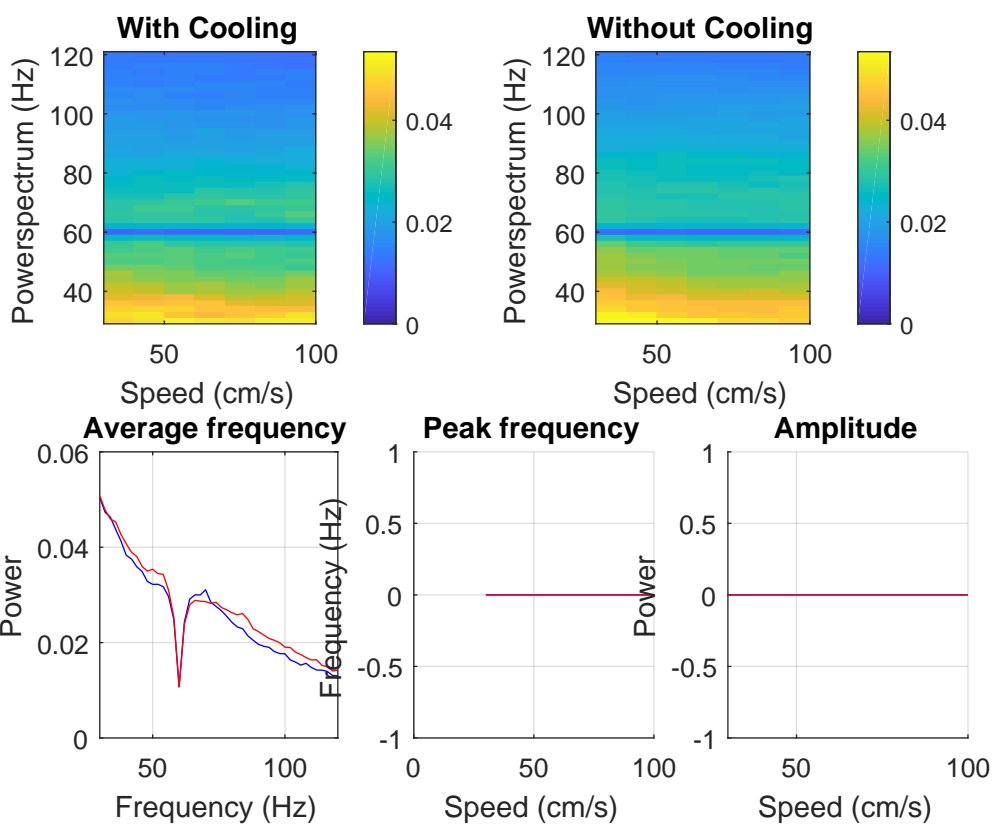 With Cooling
Powerspectrum (Hz)
120
100
80
60
40
50
100
Speed (cm/s)
0.04
0.02
0
Without Cooling
Powerspectrum (Hz)
120
100
80
60
40
50
100
Speed (cm/s)
0.04
0.02
0
Average frequency
Power
0.06
0.04
0.02
0
50
100
Frequency (Hz)
Peak frequency
Frequency (Hz)
1
0.5
0
-0.5
-1
0
50
100
Speed (cm/s)
Amplitude
Power
1
0.5
0
-0.5
-1
50
100
Speed (cm/s)